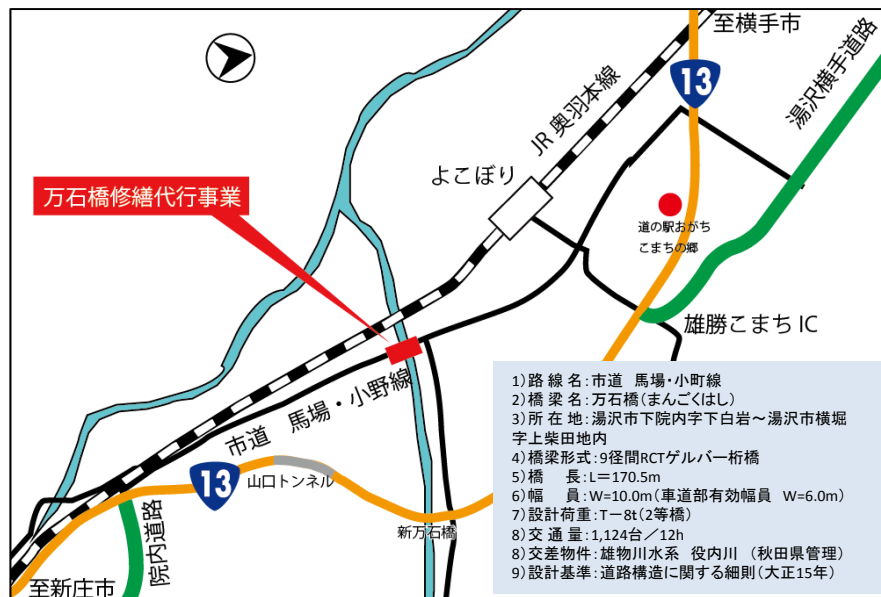 至横手市
13
湯沢横手道路
JR 奥羽本線
よこぼり
万石橋修繕代行事業
道の駅おがち
こまちの郷
雄勝こまち IC
市道 馬場・小野線
13
山口トンネル
新万石橋
院内道路
至新庄市
1)路 線 名:市道 馬場・小町線
2)橋 梁 名:万石橋(まんごくはし)
3)所 在 地:湯沢市下院内字下白岩~湯沢市横堀
字上柴田地内
4)橋梁形式:9径間RCTゲルバー桁橋
5)橋 長:L=170.5m
6)幅 員:W=10.0m(車道部有効幅員 W=6.0m)
7)設計荷重:T-8t(2等橋)
8)交 通 量:1,124台/12h
8)交差物件:雄物川水系 役内川 (秋田県管理)
9)設計基準:道路構造に関する細則(大正15年)